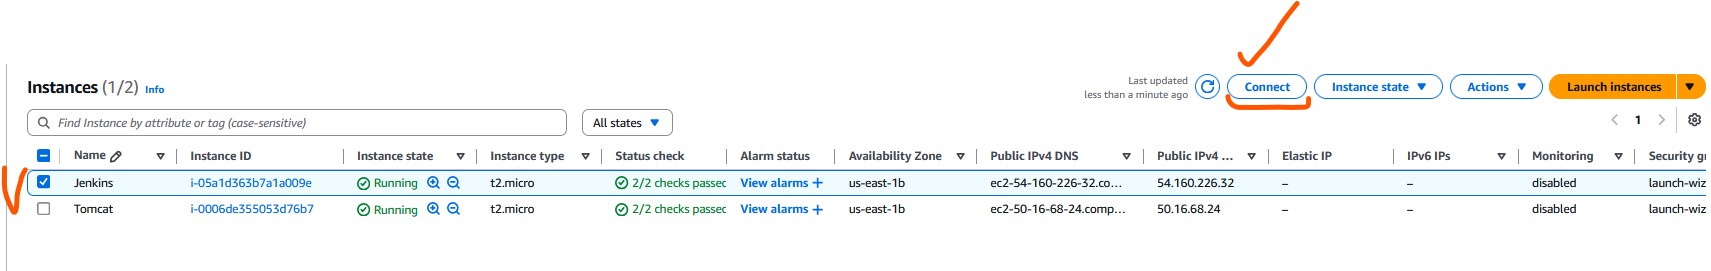 Instances (1/2) Info
Last updated
less than a minute ago
Connect
Instance state
Actions
Launch instances
Find Instance by attribute or tag (case-sensitive)
All states
1
Name Instance ID Instance state Instance type Status check Alarm status Availability Zone Public IPv4 DNS Public IPv4 ... Elastic IP IPv6 IPs Monitoring Security gr
Jenkins i-05a1d363b7a1a009e Running t2.micro 2/2 checks passec View alarms + us-east-1b ec2-54-160-226-32.co... 54.160.226.32 – – disabled launch-wiz
Tomcat i-0006de355053d76b7 Running t2.micro 2/2 checks passec View alarms + us-east-1b ec2-50-16-68-24.comp... 50.16.68.24 – – disabled launch-wiz